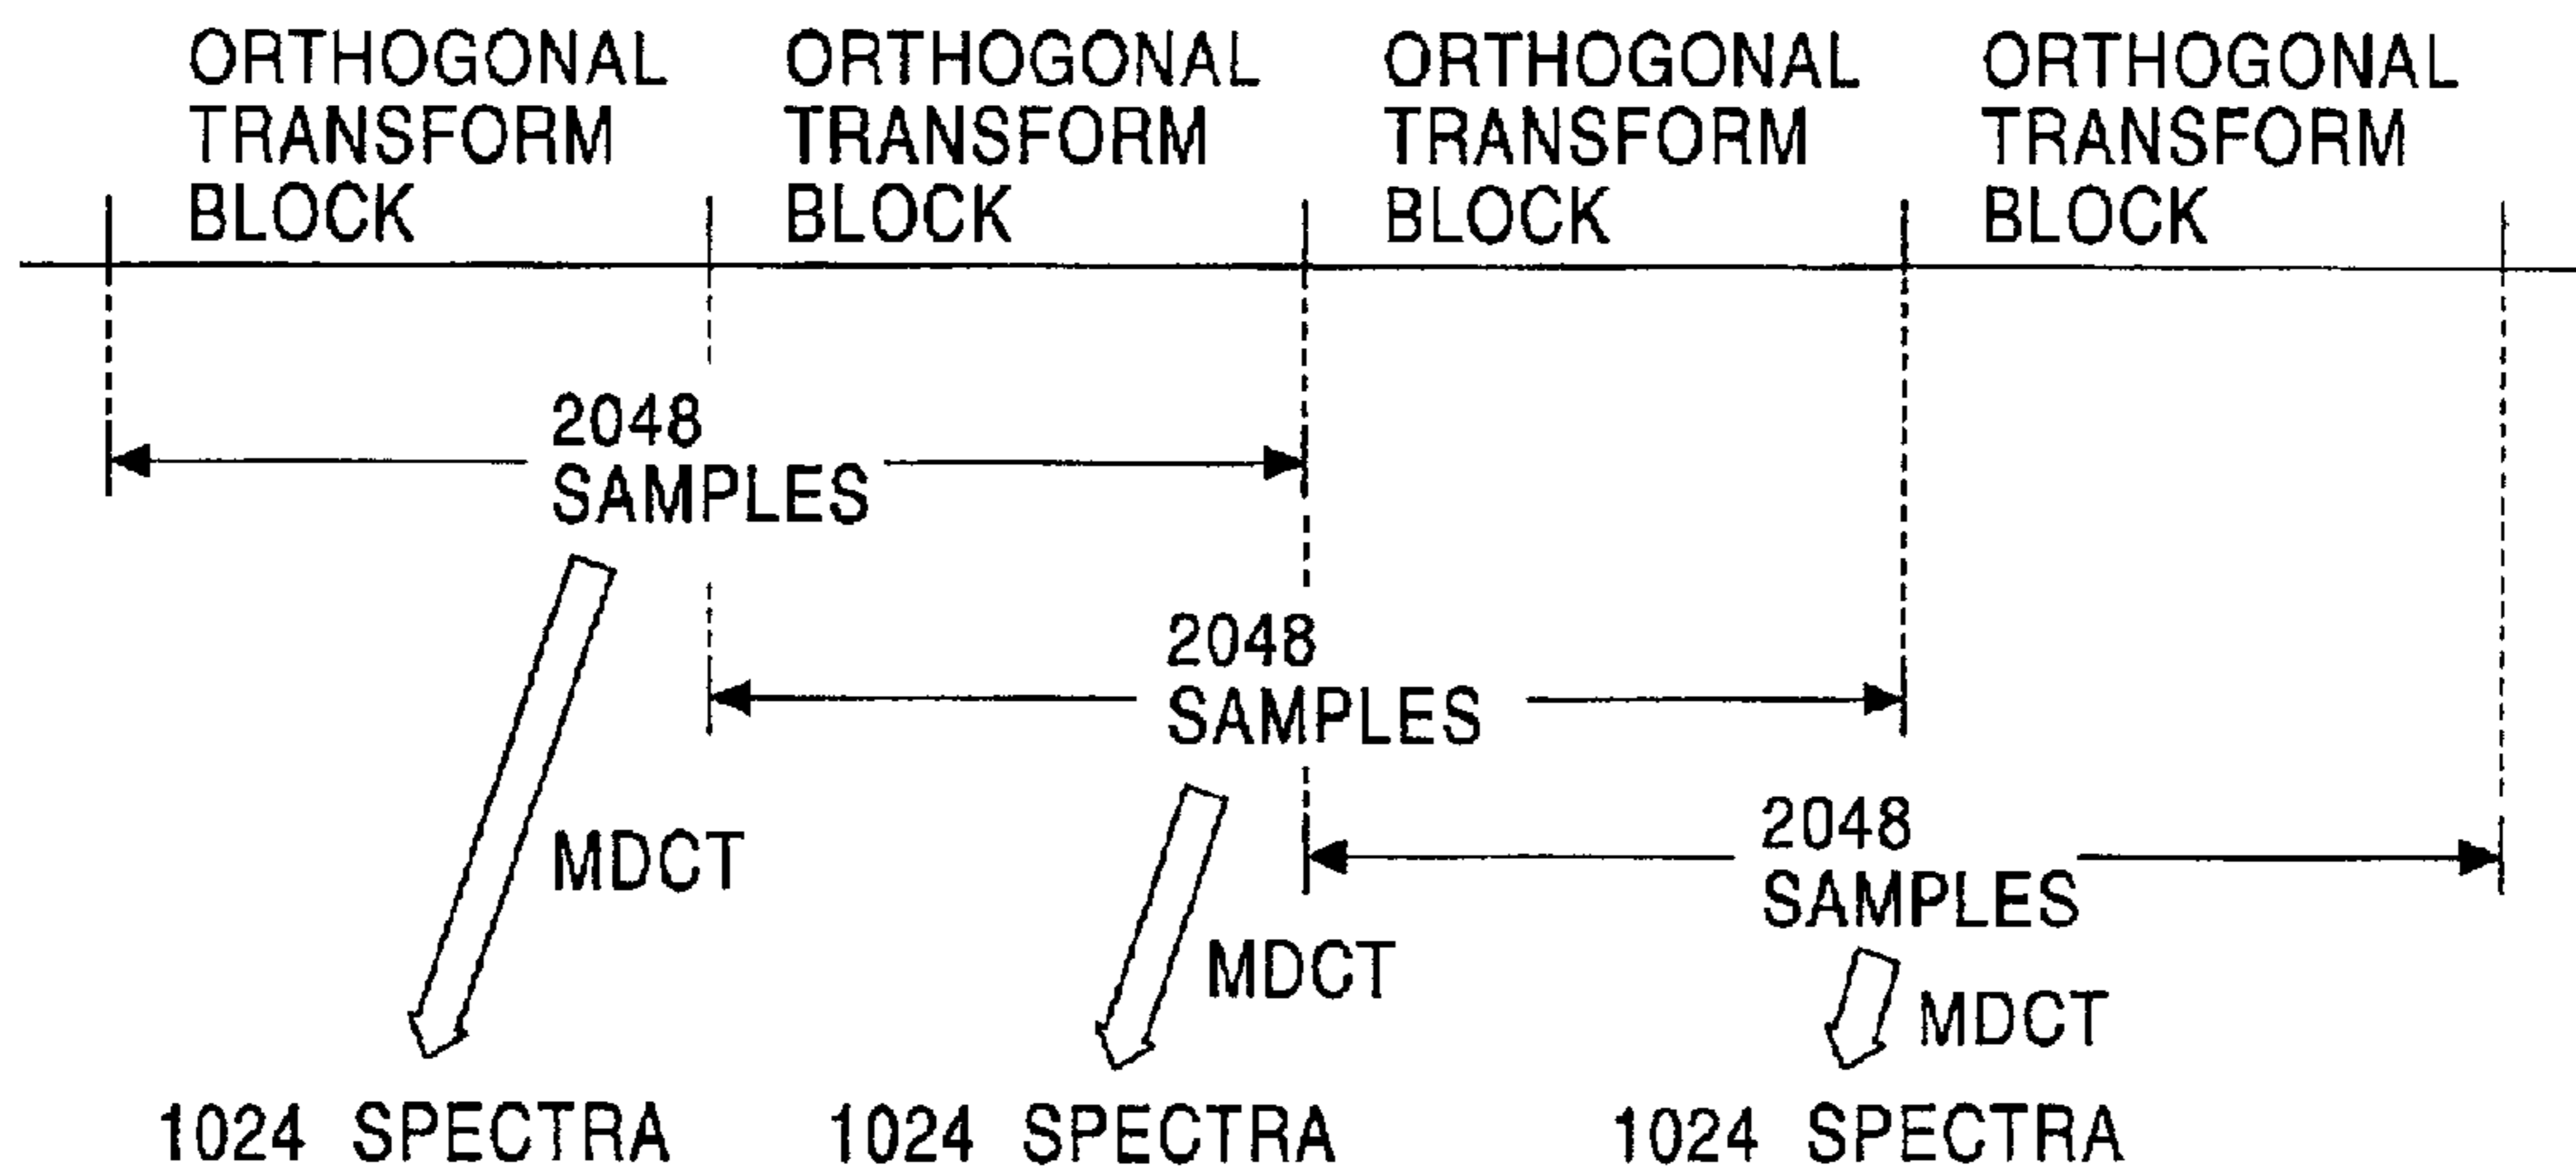 ORTHOGONAL
TRANSFORM
BLOCK
ORTHOGONAL
TRANSFORM
BLOCK
ORTHOGONAL
TRANSFORM
BLOCK
ORTHOGONAL
TRANSFORM
BLOCK
2048
SAMPLES
2048
SAMPLES
2048
SAMPLES
MDCT
MDCT
MDCT
1024 SPECTRA
1024 SPECTRA
1024 SPECTRA